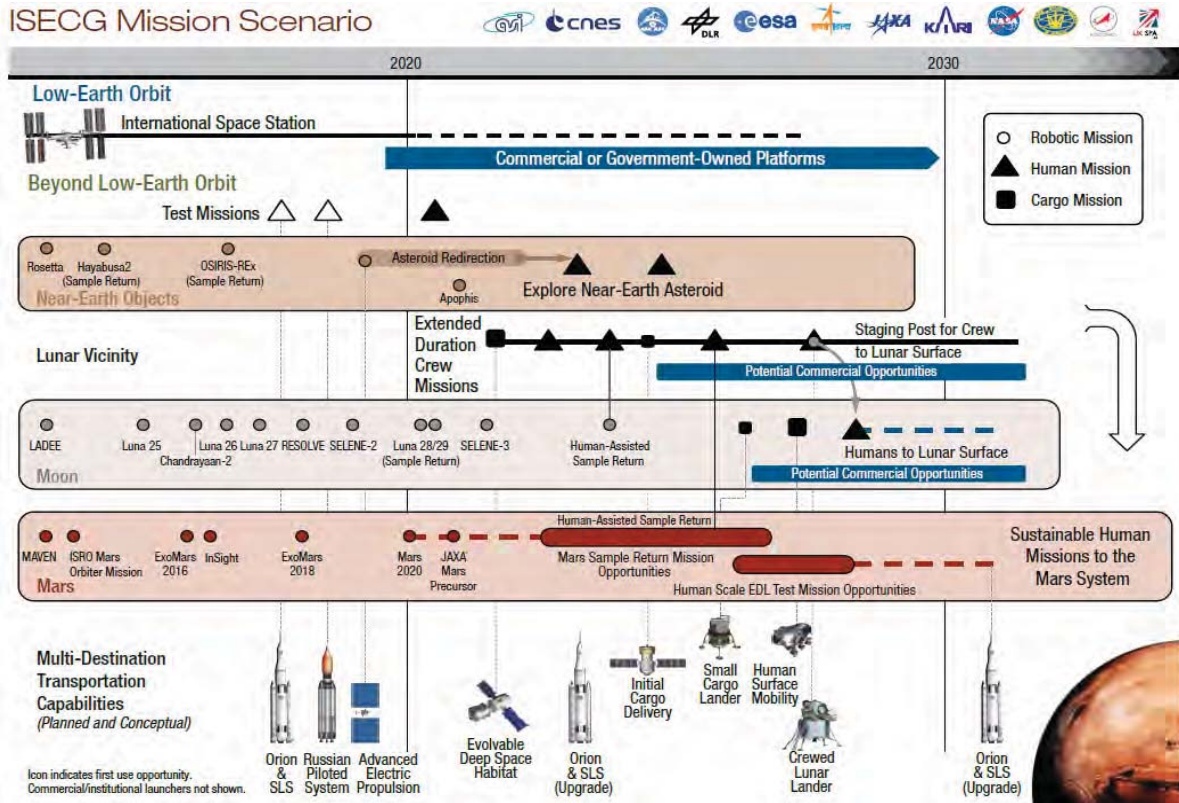 ISECG Mission Scenario
asi cnes DLR esa JAXA KARI NASA UK SPA
2020 2030
Low-Earth Orbit
International Space Station
Commercial or Government-Owned Platforms
Robotic Mission
Human Mission
Cargo Mission
Beyond Low-Earth Orbit
Test Missions
Rosetta
Hayabusa2
(Sample Return)
OSIRIS-REx
(Sample Return)
Asteroid Redirection
Apophis
Explore Near-Earth Asteroid
Near-Earth Objects
Lunar Vicinity
Extended
Duration
Crew
Missions
Staging Post for Crew
to Lunar Surface
Potential Commercial Opportunities
LADEE
Luna 25
Chandrayaan-2
Luna 26
Luna 27
RESOLVE
SELENE-2
Luna 28/29
(Sample Return)
SELENE-3
Human-Assisted
Sample Return
Humans to Lunar Surface
Potential Commercial Opportunities
Moon
MAVEN
ISRO Mars
Orbiter Mission
ExoMars
2016
InSight
ExoMars
2018
Mars
2020
JAXA
Mars
Precursor
Human-Assisted Sample Return
Mars Sample Return Mission
Opportunities
Human Scale EDL Test Mission Opportunities
Sustainable Human
Missions to the
Mars System
Mars
Multi-Destination
Transportation
Capabilities
(Planned and Conceptual)
Orion
&
SLS
Russian
Piloted
System
Advanced
Electric
Propulsion
Evolvable
Deep Space
Habitat
Orion
& SLS
(Upgrade)
Initial
Cargo
Delivery
Small
Cargo
Lander
Human
Surface
Mobility
Crewed
Lunar
Lander
Orion
& SLS
(Upgrade)
Icon indicates first use opportunity.
Commercial/institutional launchers not shown.